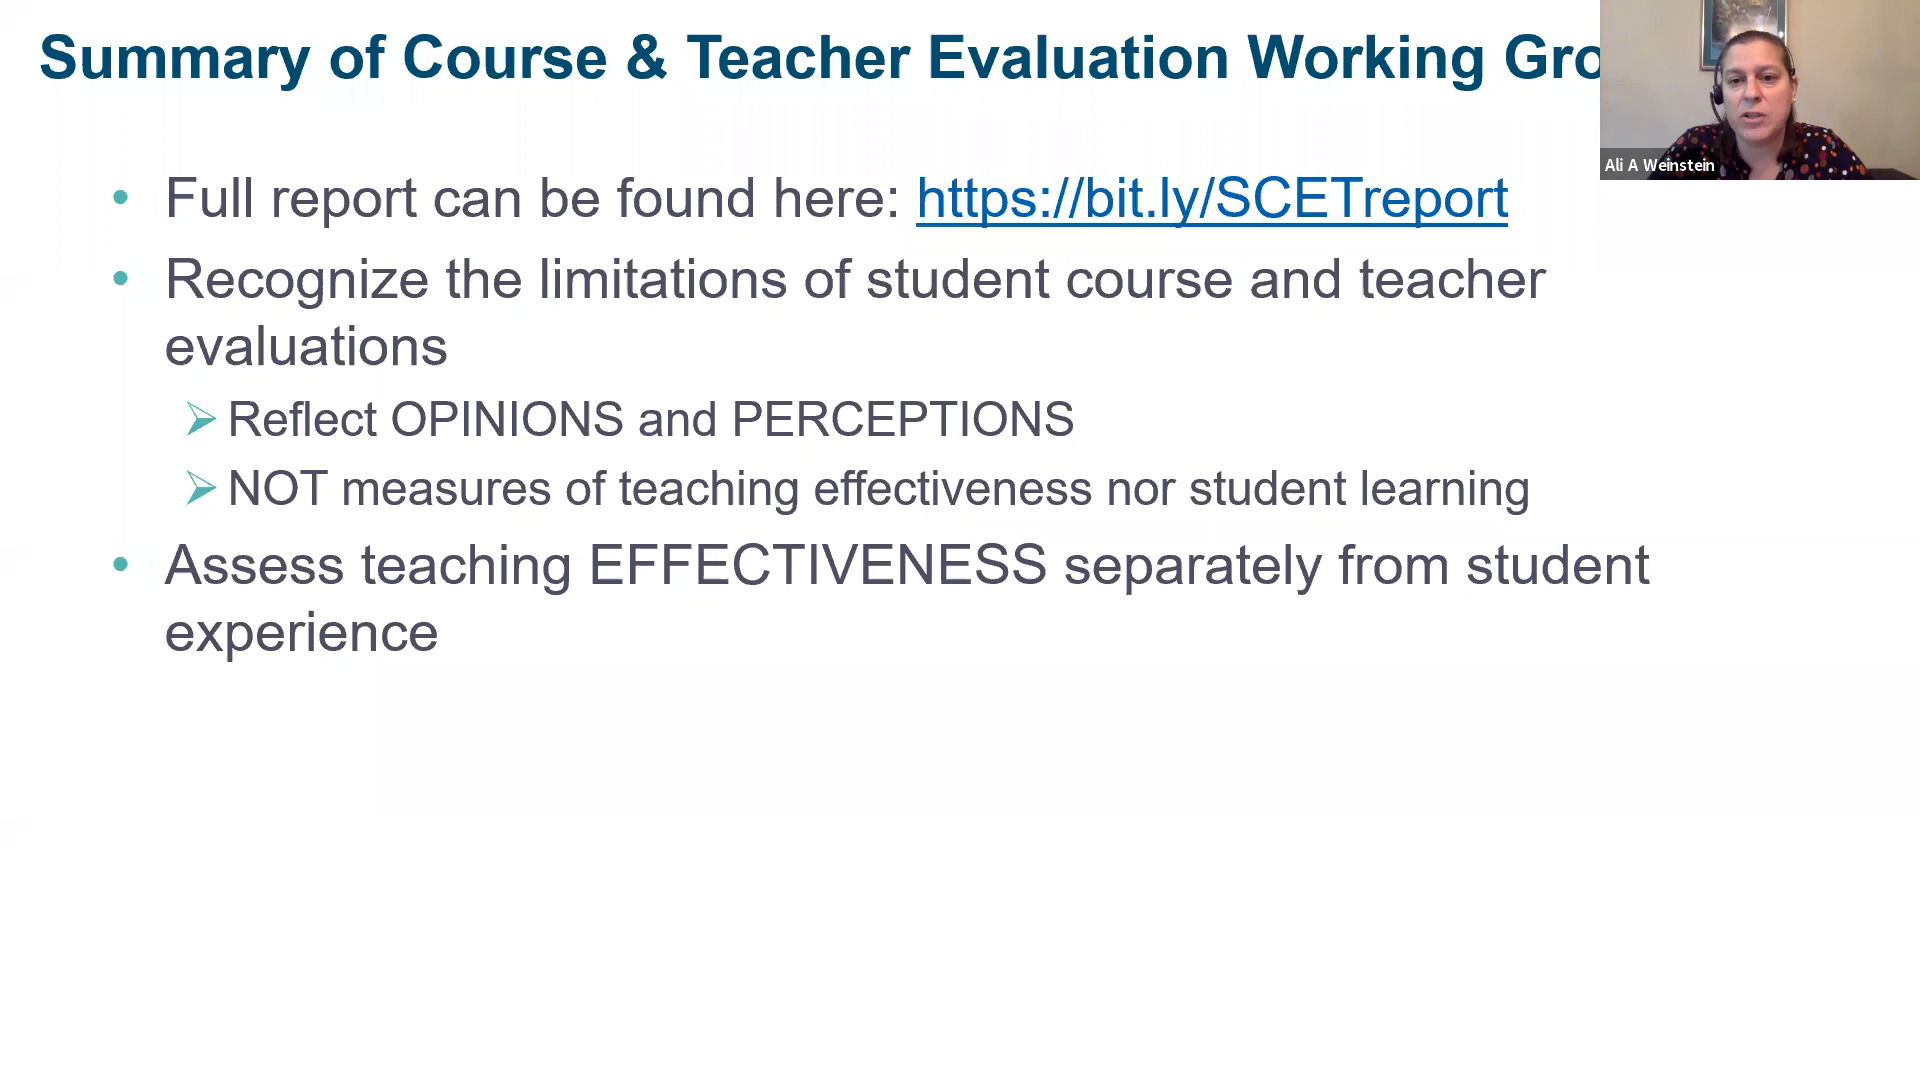 Summary of Course & Teacher Evaluation Working Gro
Ali A Weinstein
• Full report can be found here: https://bit.ly/SCETreport
• Recognize the limitations of student course and teacher
evaluations
➢ Reflect OPINIONS and PERCEPTIONS
➢ NOT measures of teaching effectiveness nor student learning
• Assess teaching EFFECTIVENESS separately from student
experience